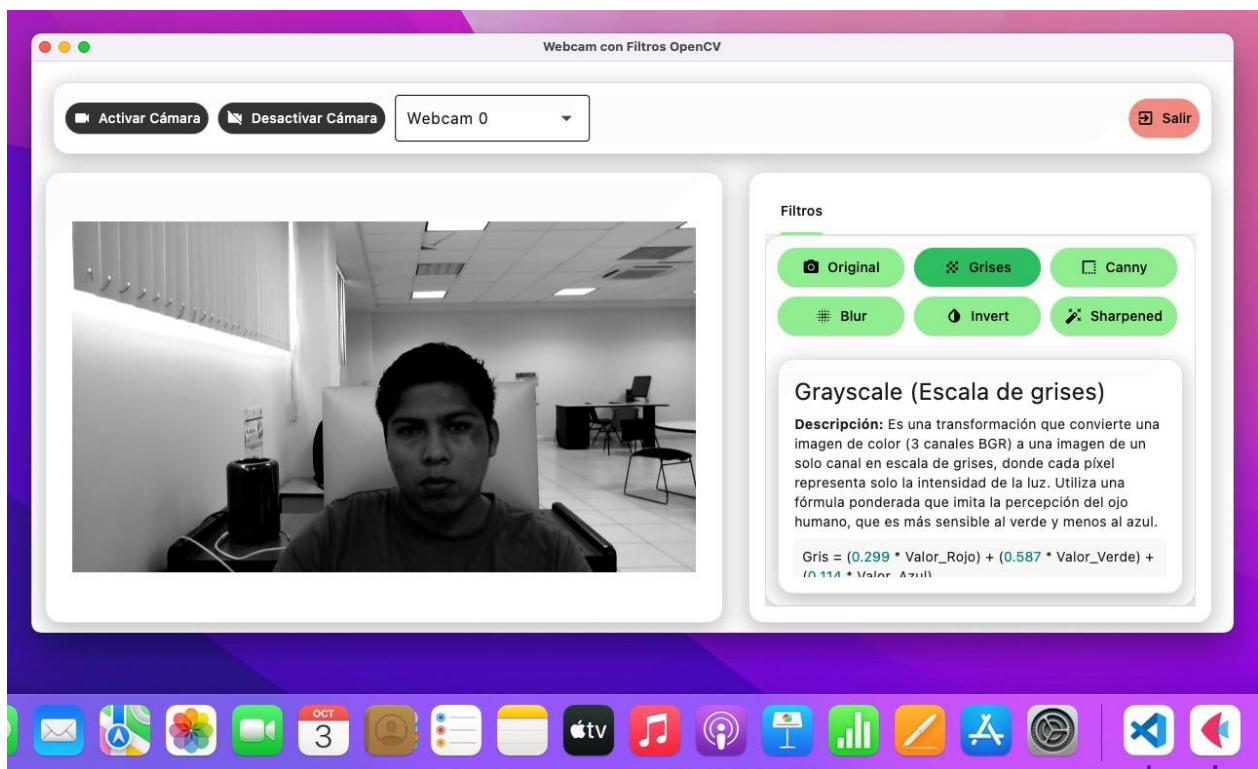 Webcam con Filtros OpenCV
Activar Cámara
Desactivar Cámara
Webcam 0
Salir
Filtros
Original
Grises
Canny
Blur
Invert
Sharpened
Grayscale (Escala de grises)
Descripción: Es una transformación que convierte una
imagen de color (3 canales BGR) a una imagen de un
solo canal en escala de grises, donde cada píxel
representa solo la intensidad de la luz. Utiliza una
fórmula ponderada que imita la percepción del ojo
humano, que es más sensible al verde y menos al azul.
Gris = (0.299 * Valor_Rojo) + (0.587 * Valor_Verde) +
(0.114 * Valor_Azul)
OCT
3
tv